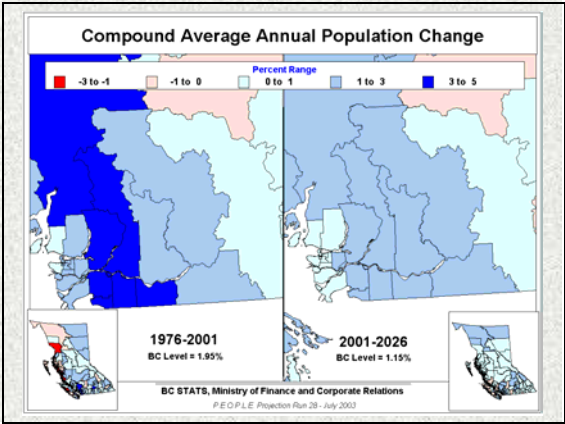 Compound Average Annual Population Change
Percent Range
-3 to -1 -1 to 0 0 to 1 1 to 3 3 to 5
1976-2001
BC Level = 1.95%
2001-2026
BC Level = 1.15%
BC STATS, Ministry of Finance and Corporate Relations
P.E.O.P.L.E. Projection Run 28 - July 2003